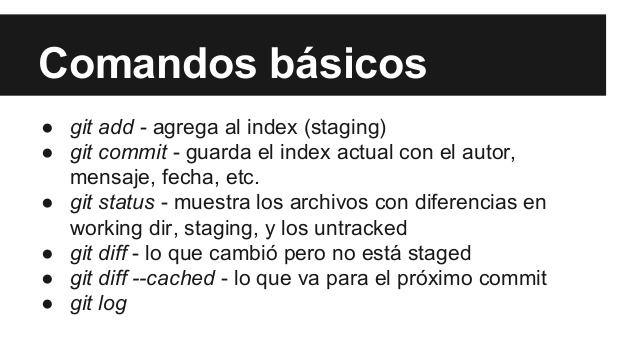 Comandos básicos
● git add - agrega al index (staging)
● git commit - guarda el index actual con el autor,
mensaje, fecha, etc.
● git status - muestra los archivos con diferencias en
working dir, staging, y los untracked
● git diff - lo que cambió pero no está staged
● git diff --cached - lo que va para el próximo commit
● git log